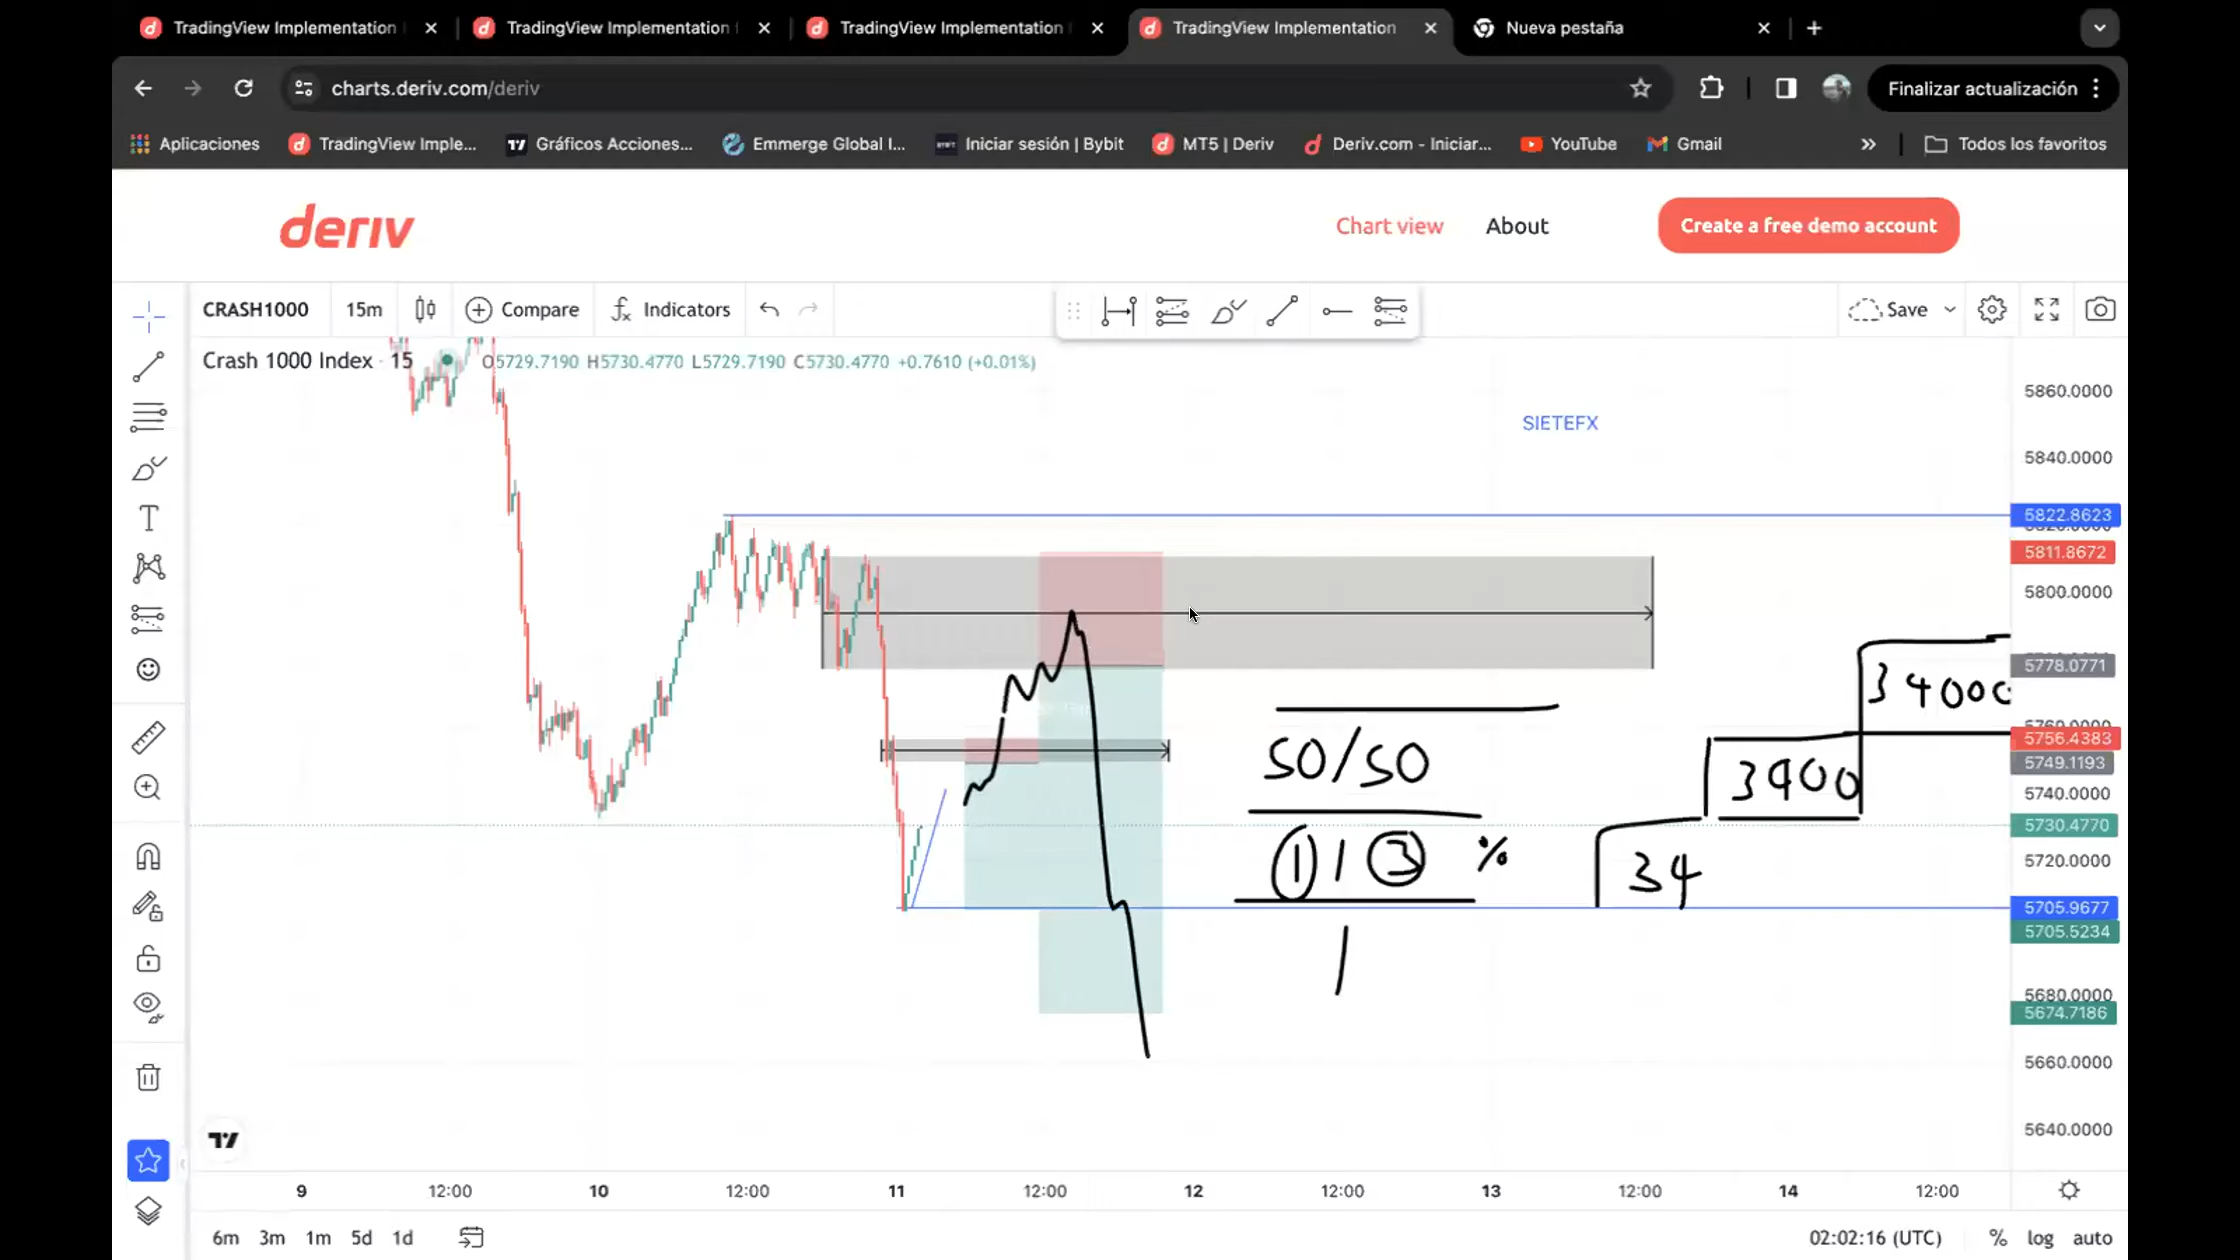 TradingView Implementation
TradingView Implementation
TradingView Implementation
TradingView Implementation
Nueva pestaña
charts.deriv.com/deriv
Finalizar actualización
Aplicaciones
TradingView Imple...
Gráficos Acciones...
Emmerge Global I...
Iniciar sesión | Bybit
MT5 | Deriv
Deriv.com - Iniciar...
YouTube
Gmail
Todos los favoritos
deriv
Chart view
About
Create a free demo account
CRASH1000
15m
Compare
Indicators
Save
Crash 1000 Index · 15
O5729.7190 H5730.4770 L5729.7190 C5730.4770 +0.7610 (+0.01%)
5860.0000
SIETEFX
5840.0000
5822.8623
5811.8672
5800.0000
5778.0771
34000
5756.4383
50/50
5749.1193
3900
5740.0000
5730.4770
1 / 3 %
5720.0000
34
5705.9677
5705.5234
5680.0000
5674.7186
5660.0000
5640.0000
9 12:00 10 12:00 11 12:00 12 12:00 13 12:00 14 12:00
6m 3m 1m 5d 1d
02:02:16 (UTC) % log auto